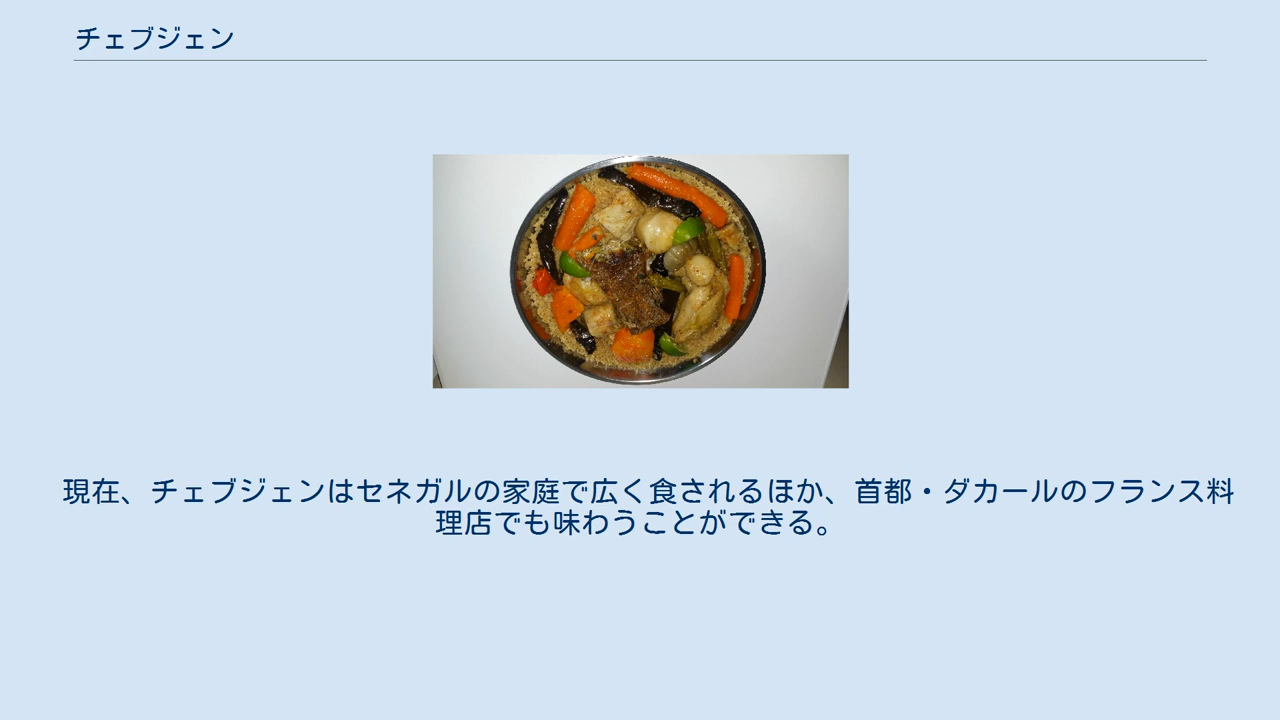 チェブジェン
現在、チェブジェンはセネガルの家庭で広く食されるほか、首都・ダカールのフランス料
理店でも味わうことができる。